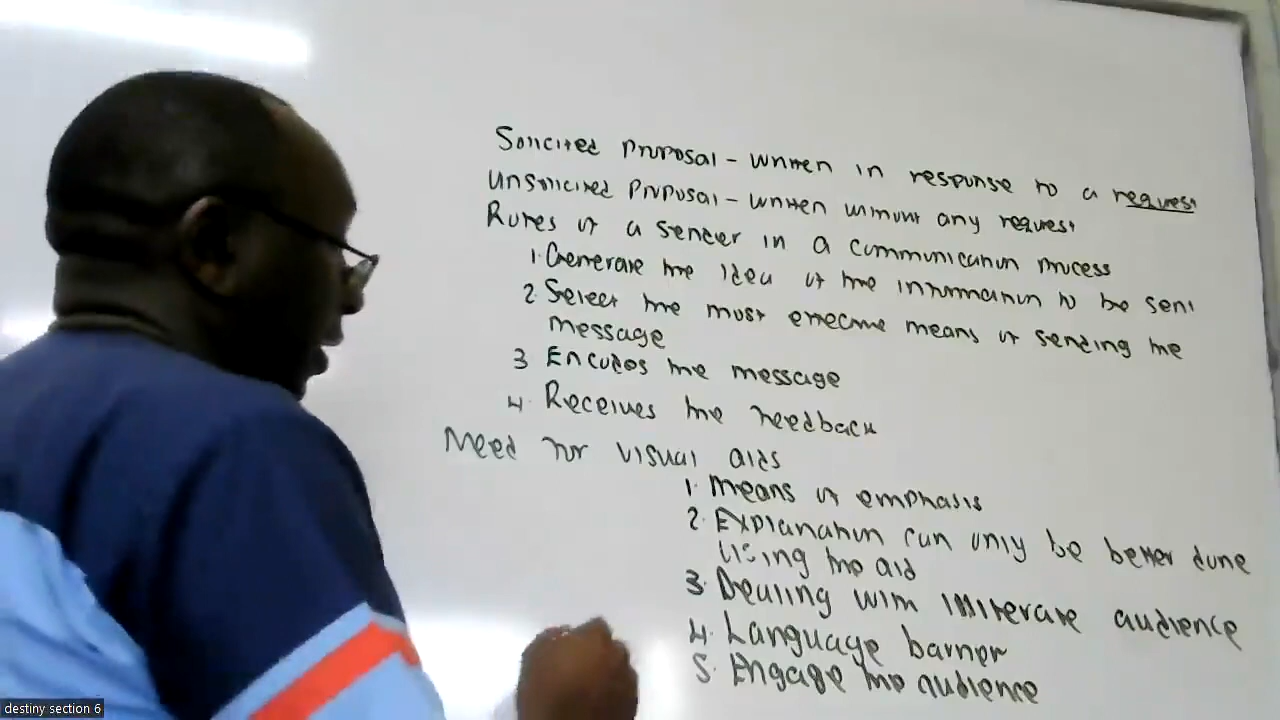 Solicited Proposal - written in response to a request
Unsolicited Proposal - written without any request
Roles of a sender in a communication process
1. Generate the idea of the information to be sent
2. Select the most effective means of sending the
message
3. Encodes the message
4. Receives the feedback
Need for visual aids
1. Means of emphasis
2. Explanation can only be better done
using the aid
3. Dealing with illiterate audience
4. Language barrier
5. Engage the audience
destiny section 6